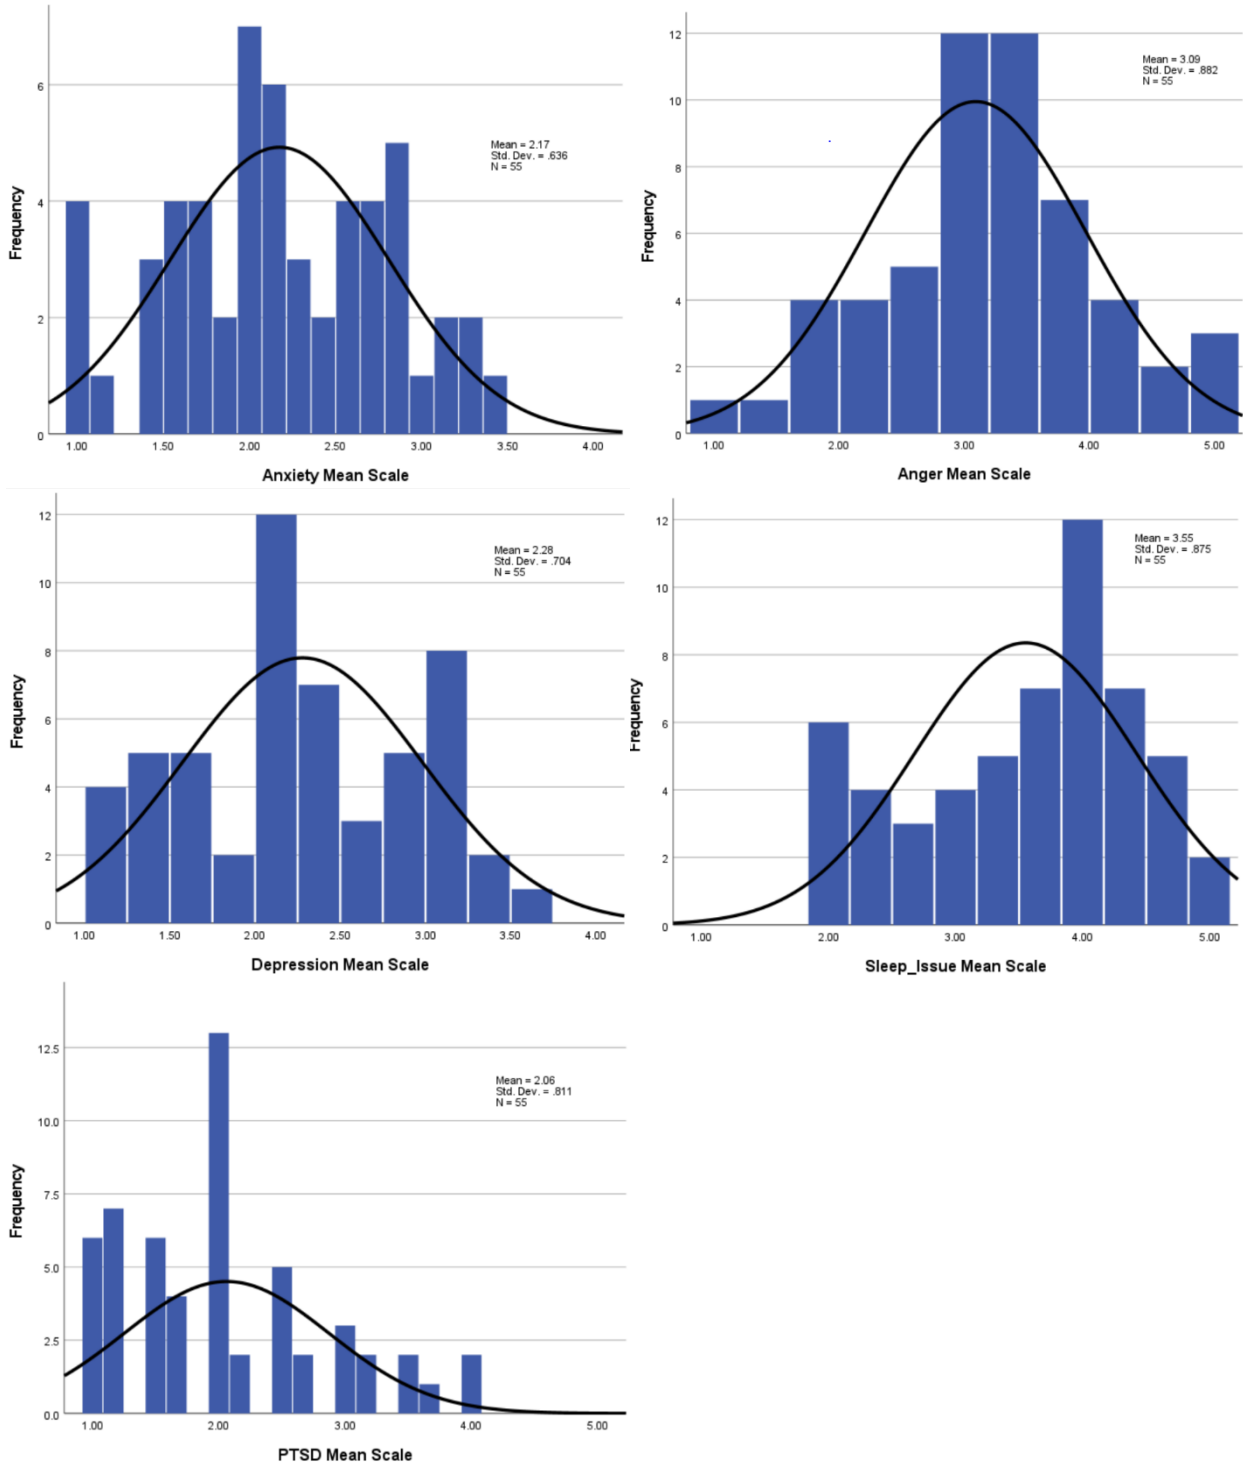 Frequency
6
4
2
0
Mean = 2.17
Std. Dev. = .636
N = 55
1.00 1.50 2.00 2.50 3.00 3.50 4.00
Anxiety Mean Scale
Frequency
12
10
8
6
4
2
0
Mean = 3.09
Std. Dev. = .882
N = 55
1.00 2.00 3.00 4.00 5.00
Anger Mean Scale
Frequency
12
10
8
6
4
2
0
Mean = 2.28
Std. Dev. = .704
N = 55
1.00 1.50 2.00 2.50 3.00 3.50 4.00
Depression Mean Scale
Frequency
12
10
8
6
4
2
0
Mean = 3.55
Std. Dev. = .875
N = 55
1.00 2.00 3.00 4.00 5.00
Sleep_Issue Mean Scale
Frequency
12.5
10.0
7.5
5.0
2.5
0.0
Mean = 2.06
Std. Dev. = .811
N = 55
1.00 2.00 3.00 4.00 5.00
PTSD Mean Scale